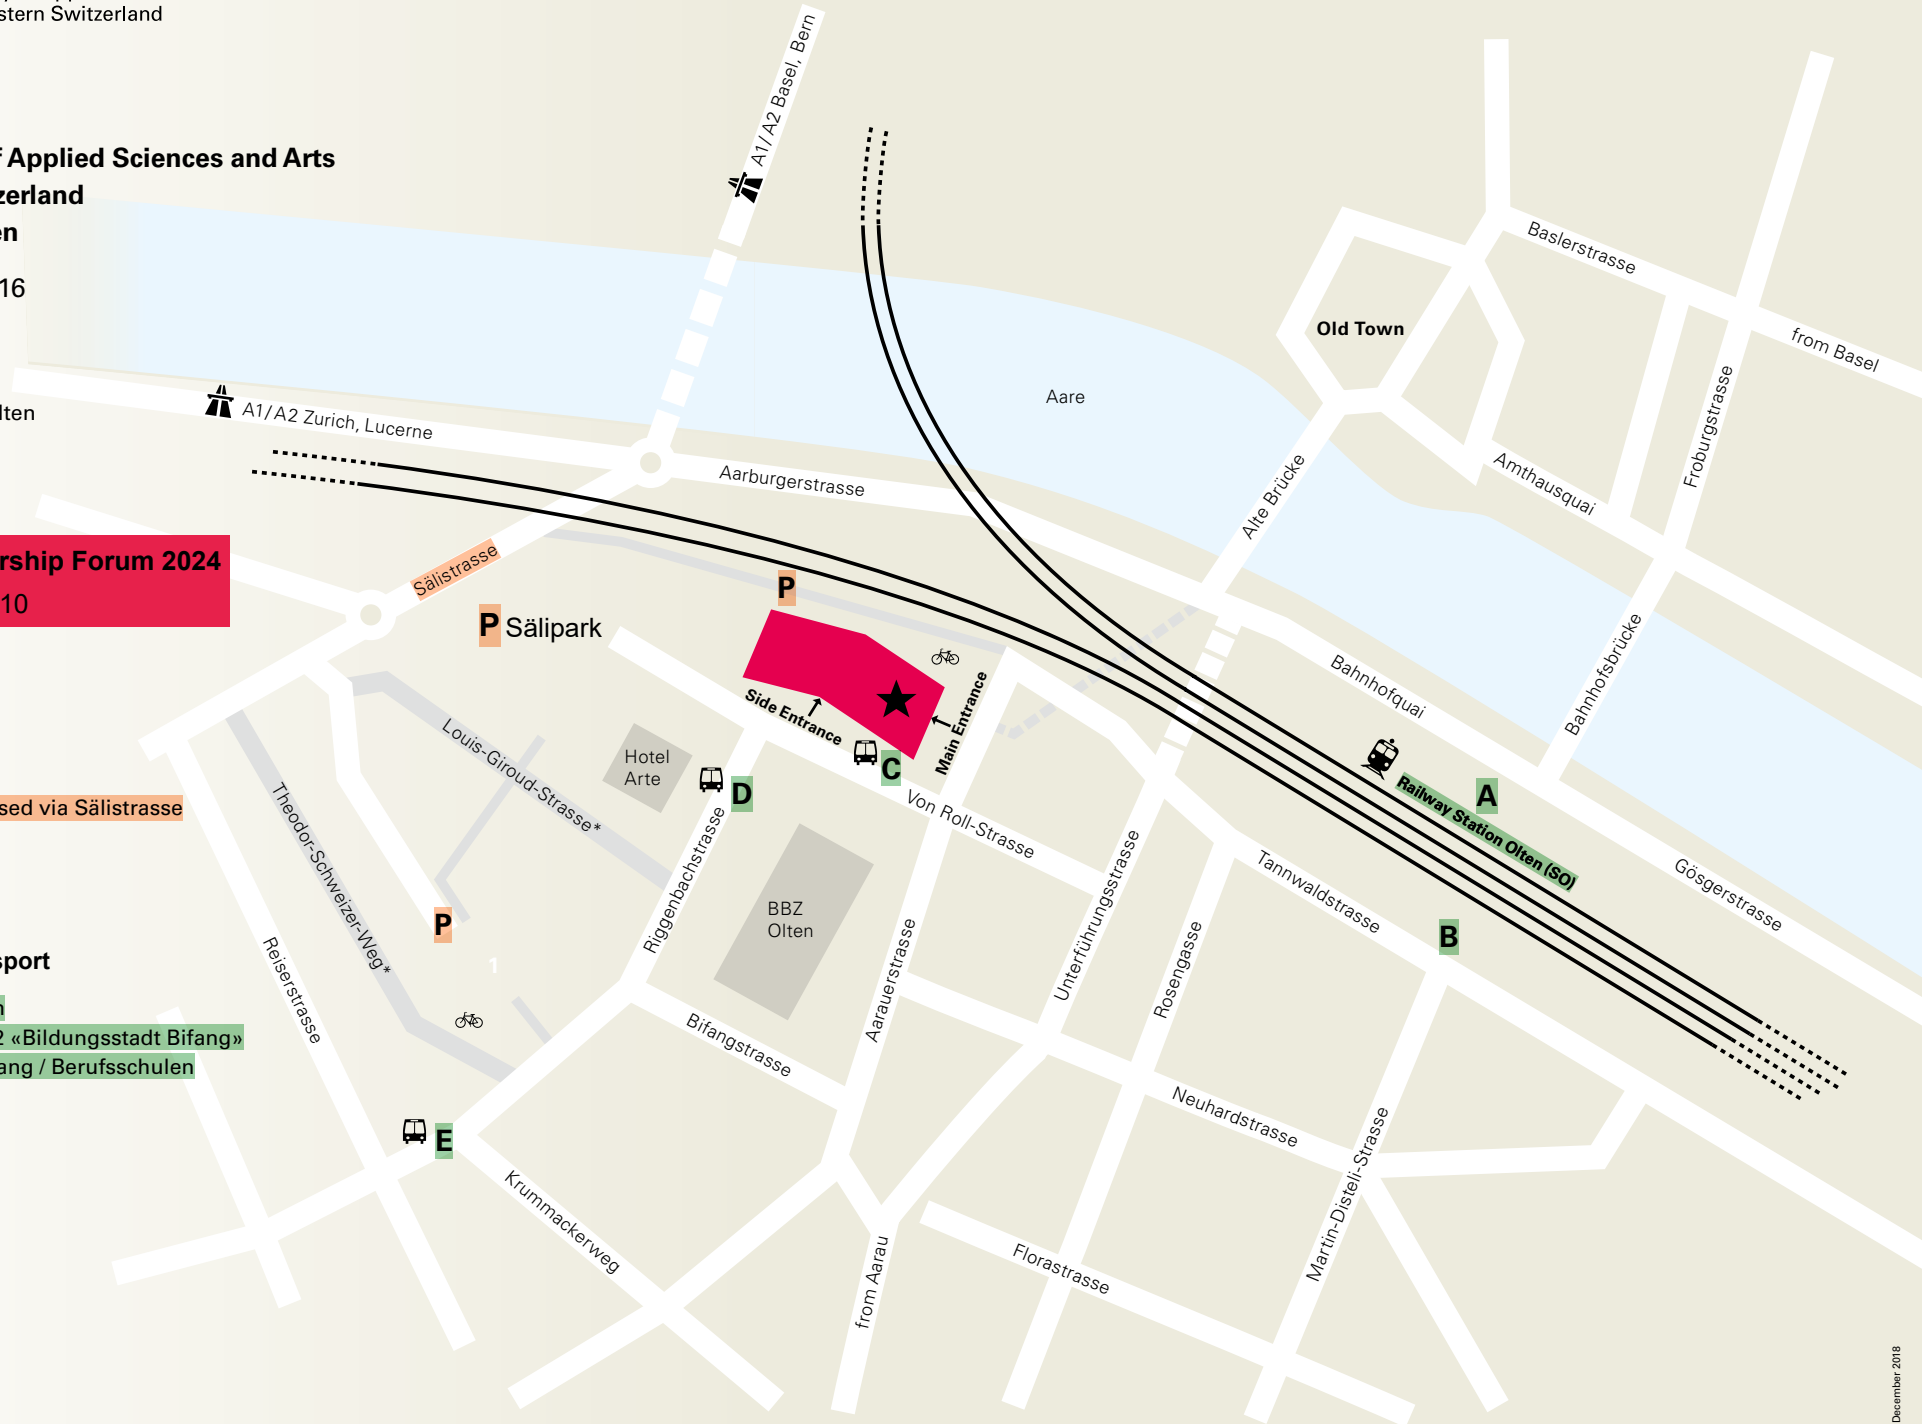 stern Switzerland
f Applied Sciences and Arts
zerland
en
16
lten
rship Forum 2024
10
sed via Sälistrasse
sport
n
2 «Bildungsstadt Bifang»
ang / Berufsschulen
A1/A2 Basel, Bern
A1/A2 Zurich, Lucerne
Aarburgerstrasse
Aare
Old Town
Baslerstrasse
from Basel
Froburgstrasse
Amthausquai
Alte Brücke
Bahnhofquai
Bahnhofsbrücke
Gösgerstrasse
Sälistrasse
P
P Sälipark
Side Entrance
Main Entrance
C
D
Hotel
Arte
Louis-Giroud-Strasse*
Theodor-Schweizer-Weg*
Reiserstrasse
P
1
Riggenbachstrasse
BBZ
Olten
Von Roll-Strasse
Aarauerstrasse
Unterführungsstrasse
Rosengasse
Tannwaldstrasse
Railway Station Olten (SO)
A
B
Bifangstrasse
Neuhardstrasse
Martin-Disteli-Strasse
E
Krummackerweg
from Aarau
Florastrasse
December 2018